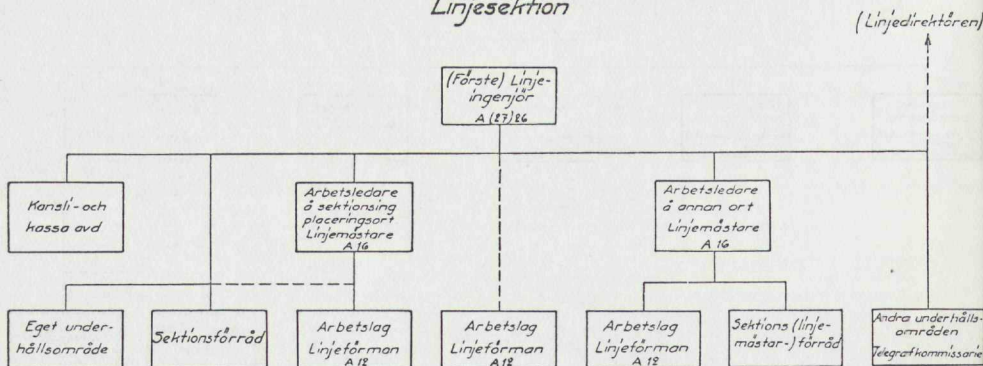 Linjesektion
(Linjedirektören)
(Förste) Linje-
ingenjör
A (27) 26
Kansli- och
kassa avd
Arbetsledare
å sektionsing
placeringsort
Linjemästare
A 16
Arbetsledare
å annan ort
Linjemästare
A 16
Eget under-
hållsområde
Sektionsförråd
Arbetslag
Linjeförman
A 12
Arbetslag
Linjeförman
A 12
Arbetslag
Linjeförman
A 12
Sektions (linje-
mästar-) förråd
Andra underhålls-
områden
Telegrafkommissarie